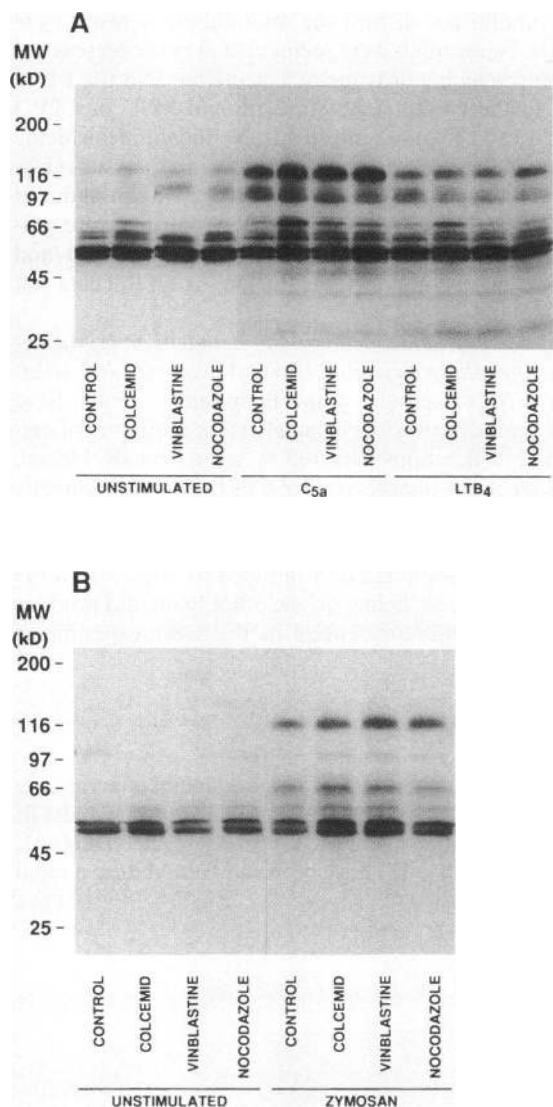 A
MW
(kD)
200
116
97
66
45
25
CONTROL
COLCEMID
VINBLASTINE
NOCODAZOLE
CONTROL
COLCEMID
VINBLASTINE
NOCODAZOLE
CONTROL
COLCEMID
VINBLASTINE
NOCODAZOLE
UNSTIMULATED
C5a
LTB4
B
MW
(kD)
200
116
97
66
45
25
CONTROL
COLCEMID
VINBLASTINE
NOCODAZOLE
CONTROL
COLCEMID
VINBLASTINE
NOCODAZOLE
UNSTIMULATED
ZYMOSAN